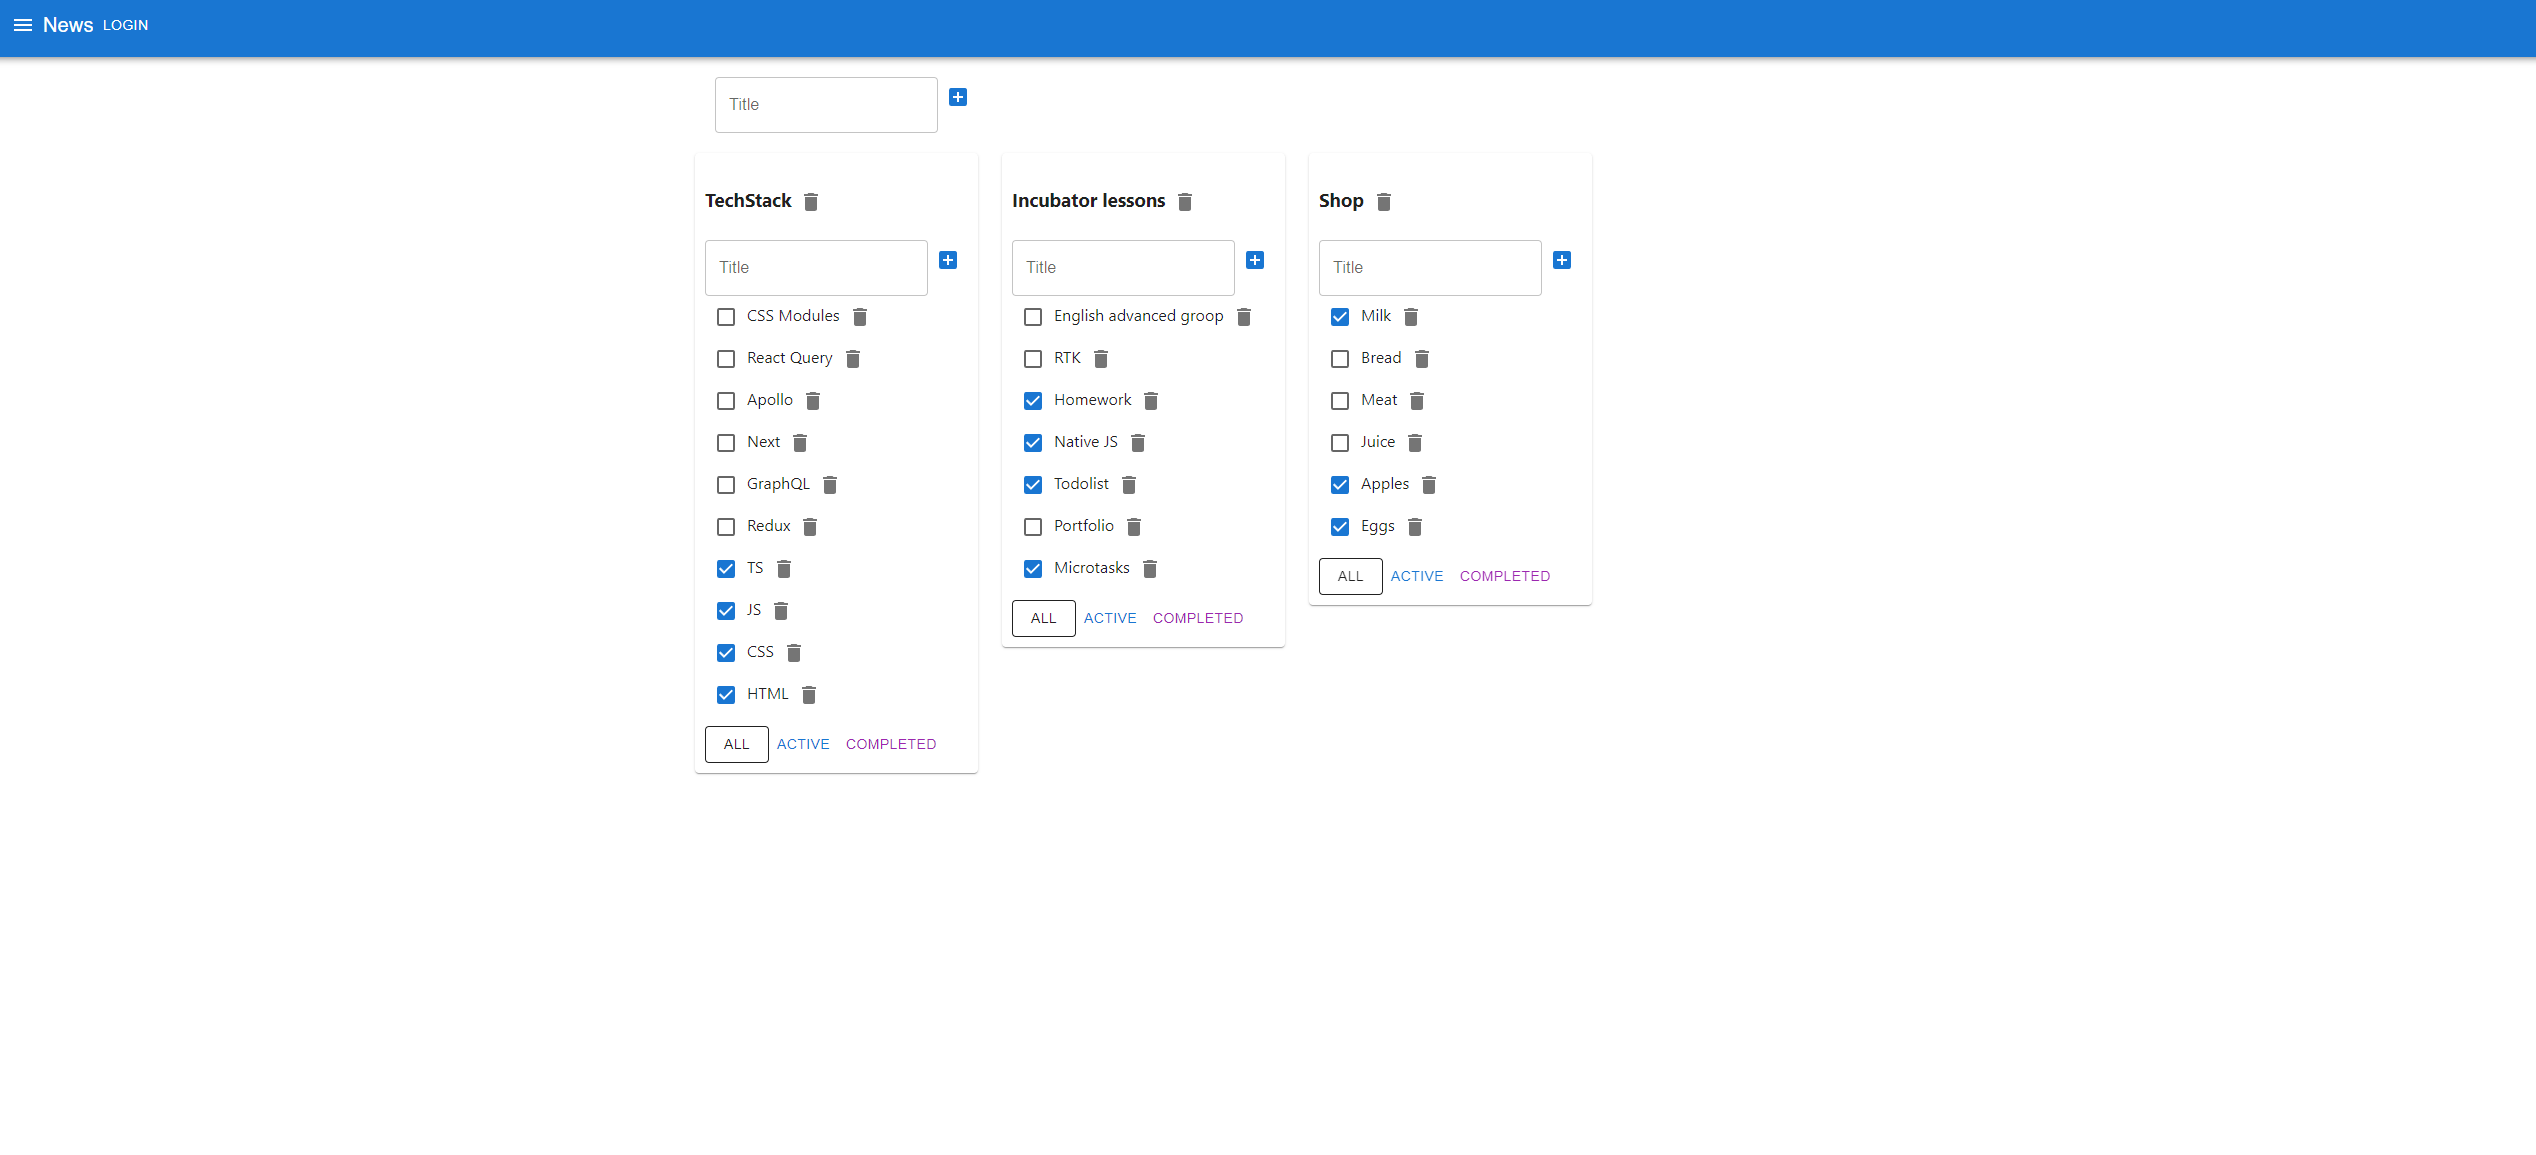 News LOGIN
Title
TechStack
Title
CSS Modules
React Query
Apollo
Next
GraphQL
Redux
TS
JS
CSS
HTML
ALL ACTIVE COMPLETED
Incubator lessons
Title
English advanced groop
RTK
Homework
Native JS
Todolist
Portfolio
Microtasks
ALL ACTIVE COMPLETED
Shop
Title
Milk
Bread
Meat
Juice
Apples
Eggs
ALL ACTIVE COMPLETED